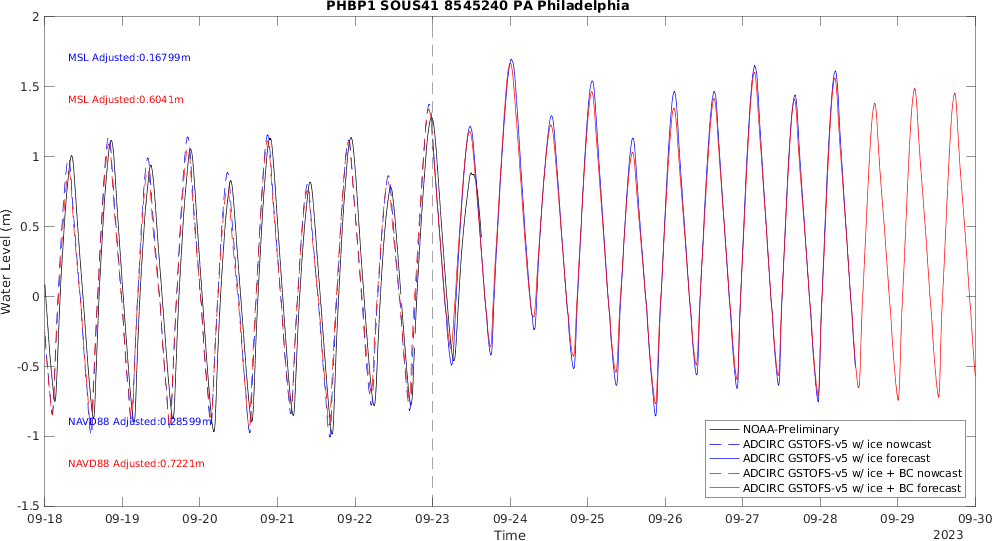 PHBP1 SOUS41 8545240 PA Philadelphia
2
1.5
1
0.5
0
-0.5
-1
-1.5
Water Level (m)
MSL Adjusted:0.16799m
MSL Adjusted:0.6041m
NAVD88 Adjusted:0.28599m
NAVD88 Adjusted:0.7221m
NOAA-Preliminary
ADCIRC GSTOFS-v5 w/ ice nowcast
ADCIRC GSTOFS-v5 w/ ice forecast
ADCIRC GSTOFS-v5 w/ ice + BC nowcast
ADCIRC GSTOFS-v5 w/ ice + BC forecast
09-18 09-19 09-20 09-21 09-22 09-23 09-24 09-25 09-26 09-27 09-28 09-29 09-30
Time
2023